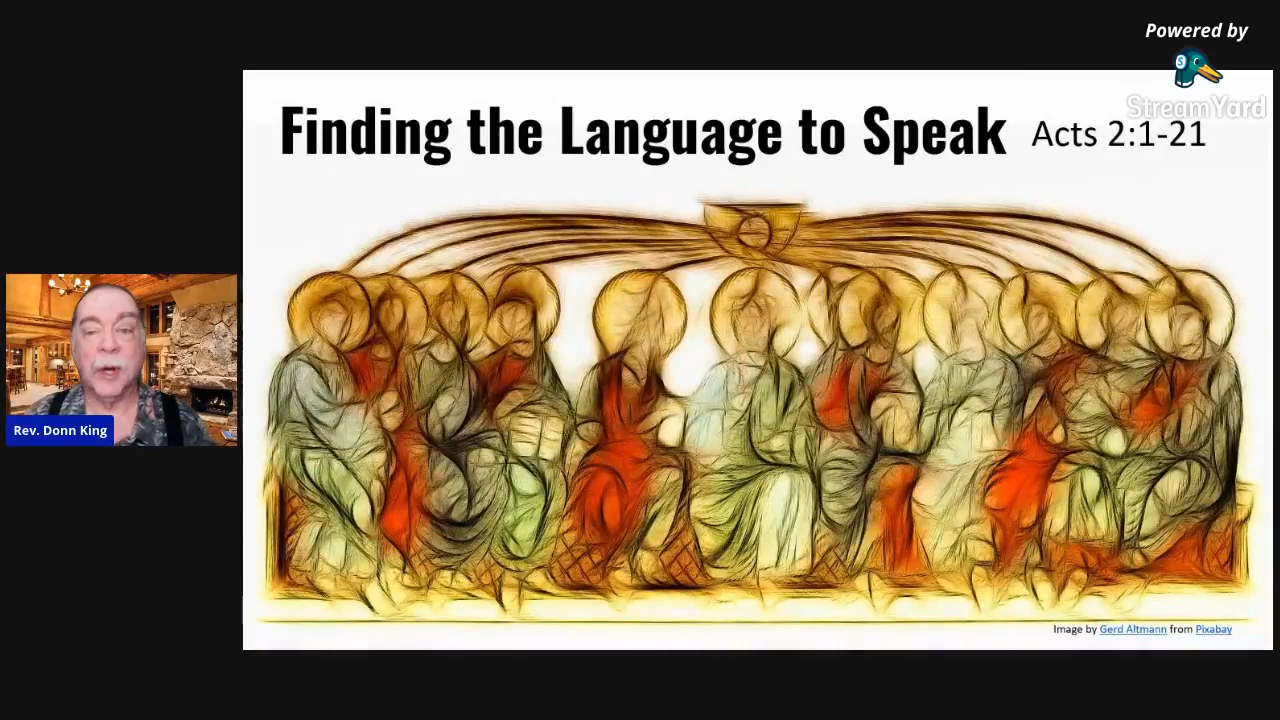 Powered by
StreamYard
Finding the Language to Speak Acts 2:1-21
Rev. Donn King
Image by Gerd Altmann from Pixabay